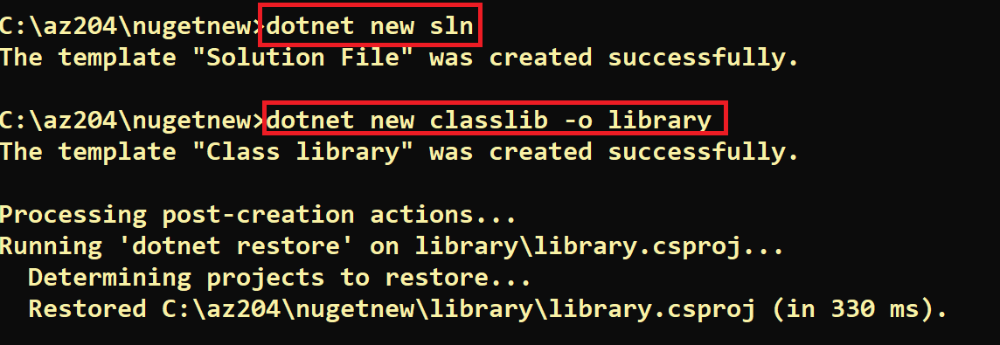 C:\az204\nugetnew>dotnet new sln
The template "Solution File" was created successfully.
C:\az204\nugetnew>dotnet new classlib -o library
The template "Class library" was created successfully.
Processing post-creation actions...
Running 'dotnet restore' on library\library.csproj...
  Determining projects to restore...
  Restored C:\az204\nugetnew\library\library.csproj (in 330 ms).